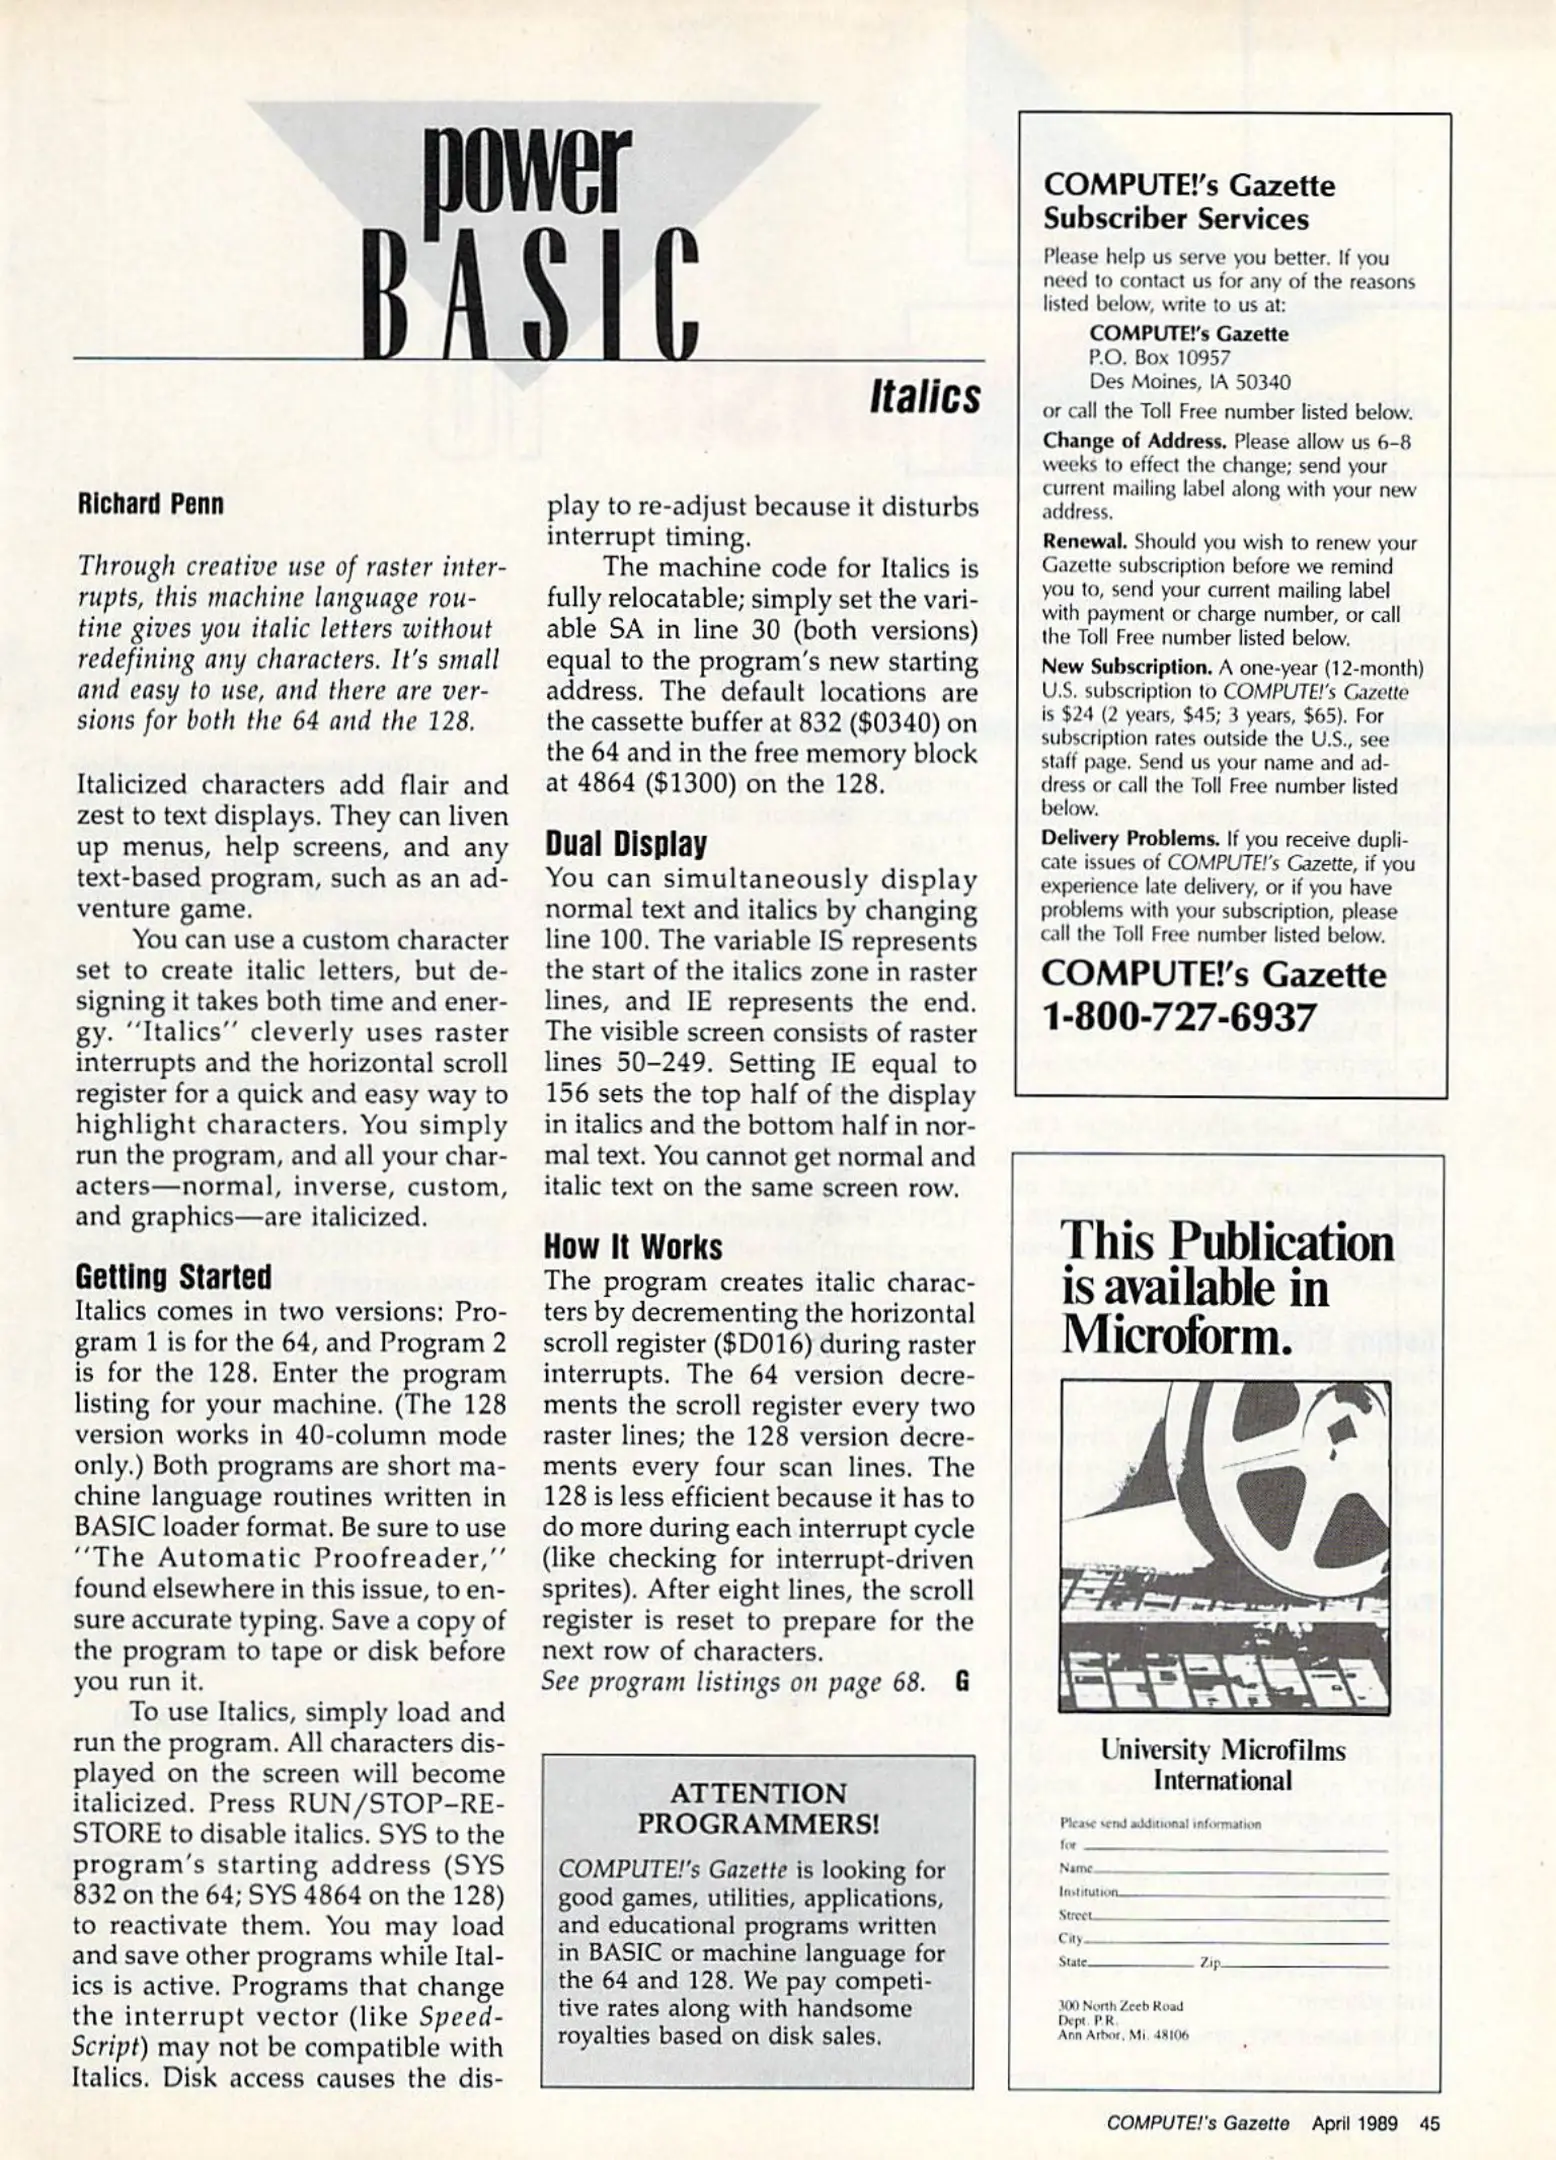 power
BASIC
Italics
Richard Penn
Through creative use of raster inter-
rupts, this machine language rou-
tine gives you italic letters without
redefining any characters. It's small
and easy to use, and there are ver-
sions for both the 64 and the 128.
Italicized characters add flair and
zest to text displays. They can liven
up menus, help screens, and any
text-based program, such as an ad-
venture game.
You can use a custom character
set to create italic letters, but de-
signing it takes both time and ener-
gy. "Italics" cleverly uses raster
interrupts and the horizontal scroll
register for a quick and easy way to
highlight characters. You simply
run the program, and all your char-
acters—normal, inverse, custom,
and graphics—are italicized.
Getting Started
Italics comes in two versions: Pro-
gram 1 is for the 64, and Program 2
is for the 128. Enter the program
listing for your machine. (The 128
version works in 40-column mode
only.) Both programs are short ma-
chine language routines written in
BASIC loader format. Be sure to use
"The Automatic Proofreader,"
found elsewhere in this issue, to en-
sure accurate typing. Save a copy of
the program to tape or disk before
you run it.
To use Italics, simply load and
run the program. All characters dis-
played on the screen will become
italicized. Press RUN/STOP–RE-
STORE to disable italics. SYS to the
program's starting address (SYS
832 on the 64; SYS 4864 on the 128)
to reactivate them. You may load
and save other programs while Ital-
ics is active. Programs that change
the interrupt vector (like Speed-
Script) may not be compatible with
Italics. Disk access causes the dis-
play to re-adjust because it disturbs
interrupt timing.
The machine code for Italics is
fully relocatable; simply set the vari-
able SA in line 30 (both versions)
equal to the program's new starting
address. The default locations are
the cassette buffer at 832 ($0340) on
the 64 and in the free memory block
at 4864 ($1300) on the 128.
Dual Display
You can simultaneously display
normal text and italics by changing
line 100. The variable IS represents
the start of the italics zone in raster
lines, and IE represents the end.
The visible screen consists of raster
lines 50–249. Setting IE equal to
156 sets the top half of the display
in italics and the bottom half in nor-
mal text. You cannot get normal and
italic text on the same screen row.
How It Works
The program creates italic charac-
ters by decrementing the horizontal
scroll register ($D016) during raster
interrupts. The 64 version decre-
ments the scroll register every two
raster lines; the 128 version decre-
ments every four scan lines. The
128 is less efficient because it has to
do more during each interrupt cycle
(like checking for interrupt-driven
sprites). After eight lines, the scroll
register is reset to prepare for the
next row of characters.
See program listings on page 68. G
ATTENTION
PROGRAMMERS!
COMPUTE!'s Gazette is looking for
good games, utilities, applications,
and educational programs written
in BASIC or machine language for
the 64 and 128. We pay competi-
tive rates along with handsome
royalties based on disk sales.
COMPUTE!'s Gazette
Subscriber Services
Please help us serve you better. If you
need to contact us for any of the reasons
listed below, write to us at:
COMPUTE!'s Gazette
P.O. Box 10957
Des Moines, IA 50340
or call the Toll Free number listed below.
Change of Address. Please allow us 6–8
weeks to effect the change; send your
current mailing label along with your new
address.
Renewal. Should you wish to renew your
Gazette subscription before we remind
you to, send your current mailing label
with payment or charge number, or call
the Toll Free number listed below.
New Subscription. A one-year (12-month)
U.S. subscription to COMPUTE!'s Gazette
is $24 (2 years, $45; 3 years, $65). For
subscription rates outside the U.S., see
staff page. Send us your name and ad-
dress or call the Toll Free number listed
below.
Delivery Problems. If you receive dupli-
cate issues of COMPUTE!'s Gazette, if you
experience late delivery, or if you have
problems with your subscription, please
call the Toll Free number listed below.
COMPUTE!'s Gazette
1-800-727-6937
This Publication
is available in
Microform.
University Microfilms
International
Please send additional information
for
Name
Institution
Street
City
State Zip
300 North Zeeb Road
Dept. P.R.
Ann Arbor, Mi. 48106
COMPUTE!'s Gazette April 1989 45